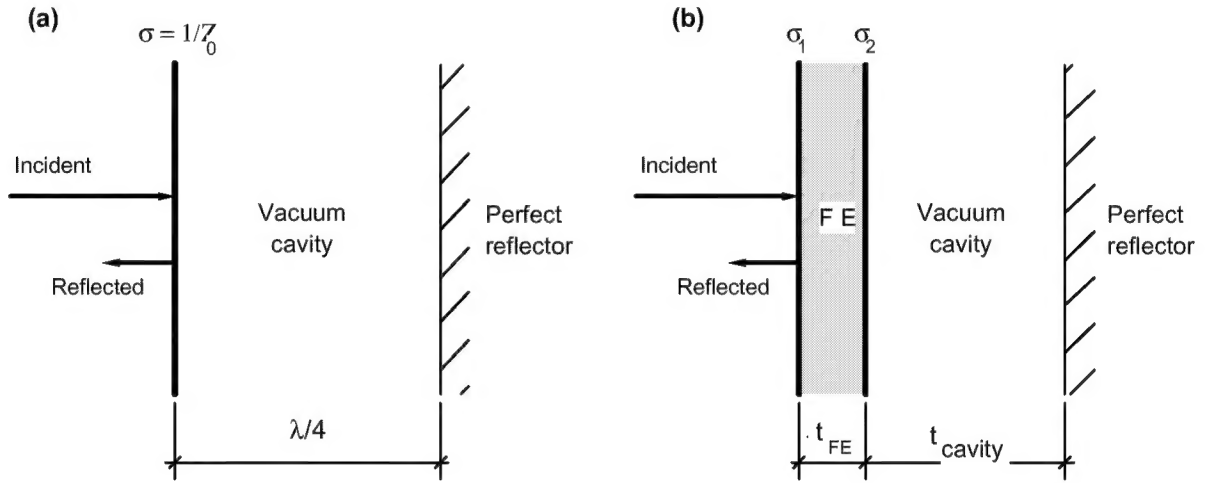 (a)
σ = 1/Z0
Incident
Reflected
Vacuum
cavity
Perfect
reflector
λ/4
(b)
σ1
σ2
Incident
Reflected
F E
Vacuum
cavity
Perfect
reflector
tFE
tcavity